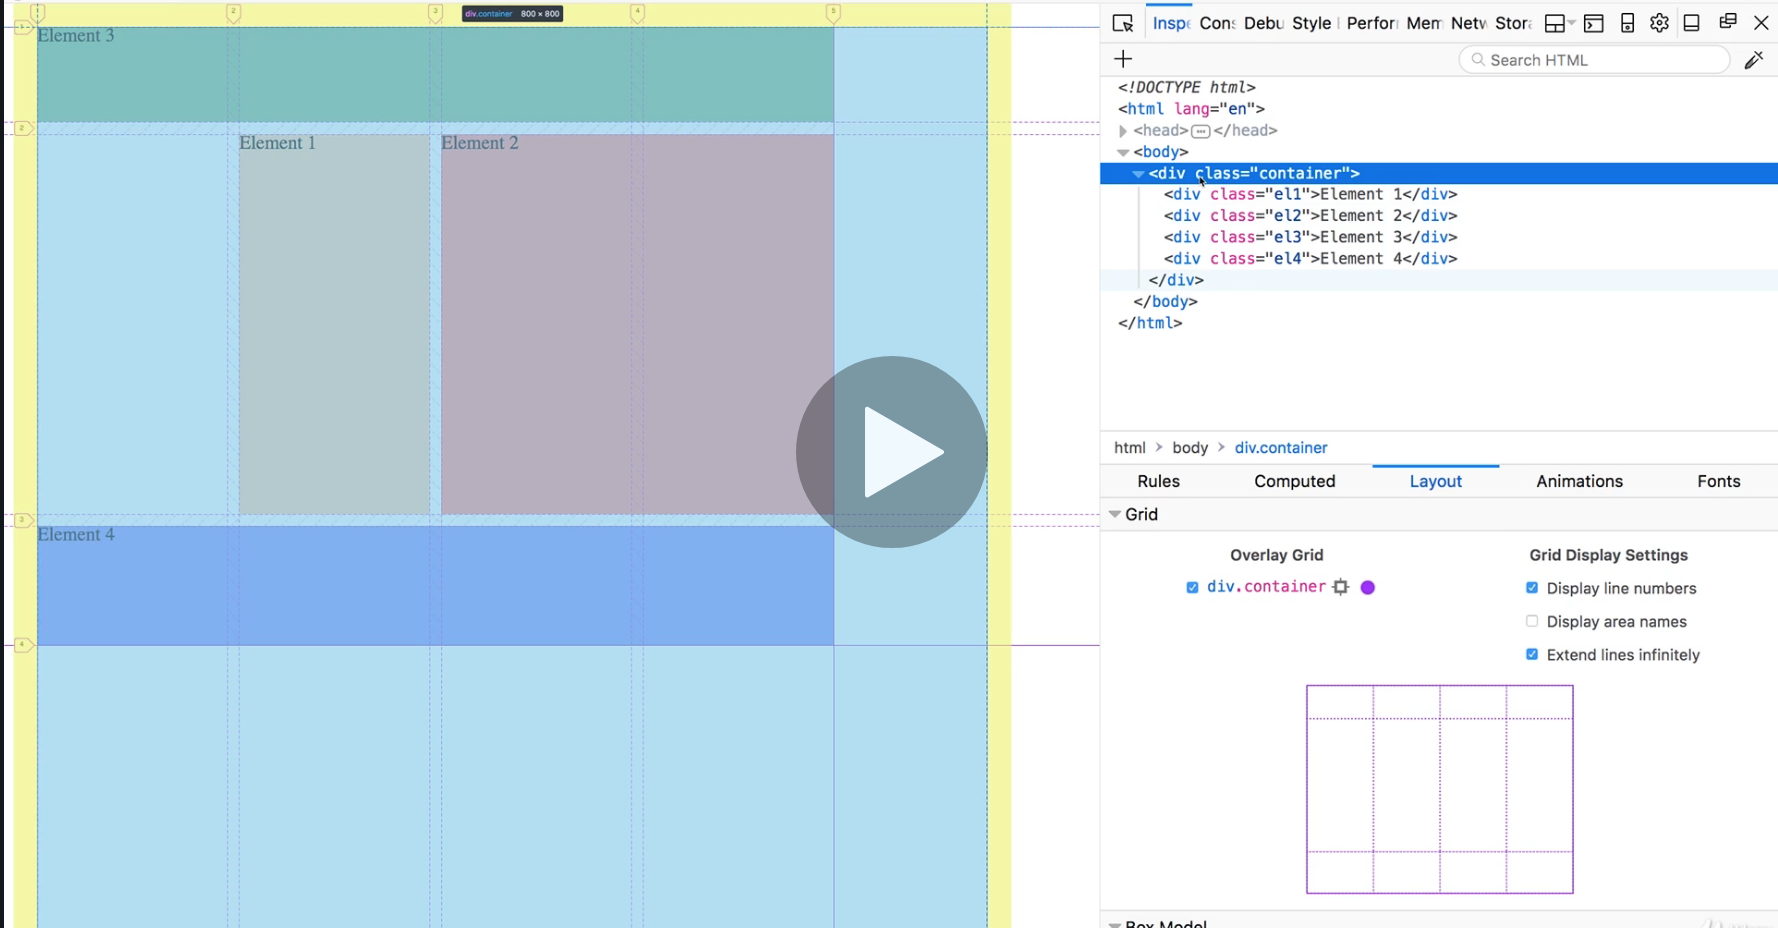 2
3
div.container 800 × 800
4
5
1
Element 3
2
Element 1
Element 2
3
Element 4
4
Inspe Cons Debu Style Perfor Mem Netw Stora
Search HTML
<!DOCTYPE html>
<html lang="en">
<head></head>
<body>
<div class="container">
<div class="el1">Element 1</div>
<div class="el2">Element 2</div>
<div class="el3">Element 3</div>
<div class="el4">Element 4</div>
</div>
</body>
</html>
html > body > div.container
Rules Computed Layout Animations Fonts
Grid
Overlay Grid
div.container
Grid Display Settings
Display line numbers
Display area names
Extend lines infinitely
Box Model